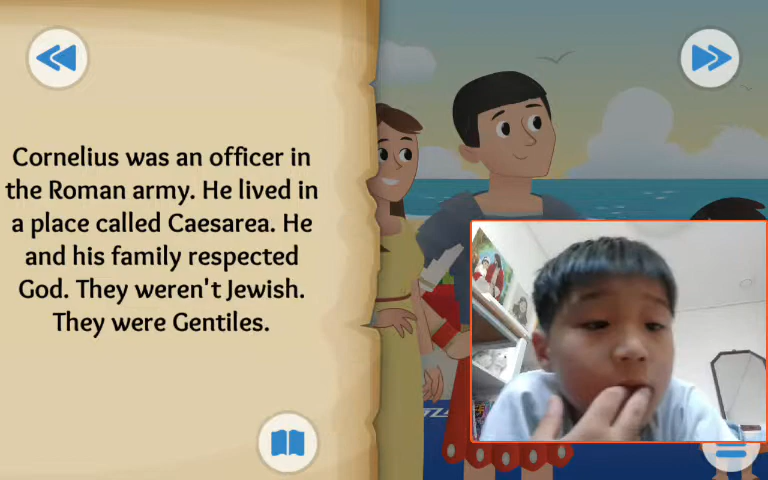 Cornelius was an officer in
the Roman army. He lived in
a place called Caesarea. He
and his family respected
God. They weren't Jewish.
They were Gentiles.